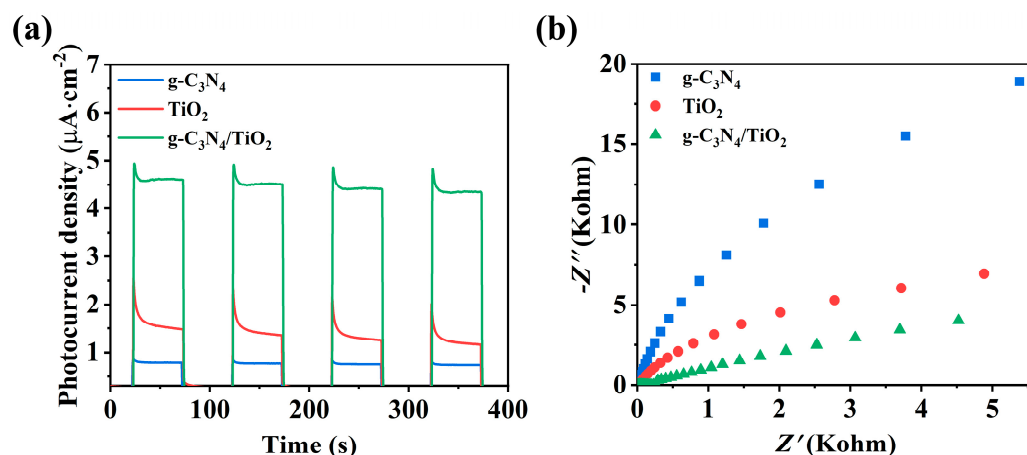 (a)
Photocurrent density (μA·cm⁻²)
7
6
5
4
3
2
1
g-C₃N₄
TiO₂
g-C₃N₄/TiO₂
0
100
200
300
400
Time (s)
(b)
-Z″(Kohm)
20
15
10
5
0
g-C₃N₄
TiO₂
g-C₃N₄/TiO₂
0
1
2
3
4
5
Z′(Kohm)